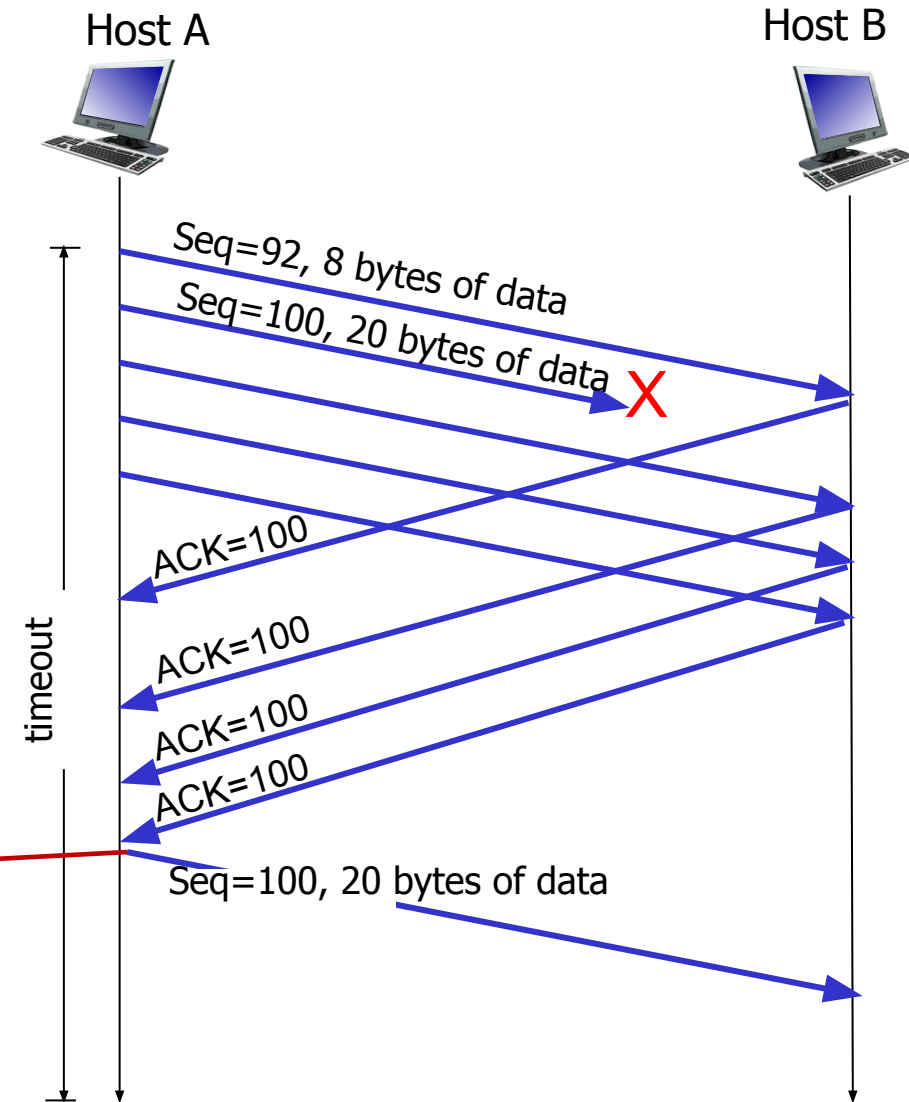 Host A
Host B
Seq=92, 8 bytes of data
Seq=100, 20 bytes of data
X
ACK=100
ACK=100
ACK=100
ACK=100
timeout
Seq=100, 20 bytes of data